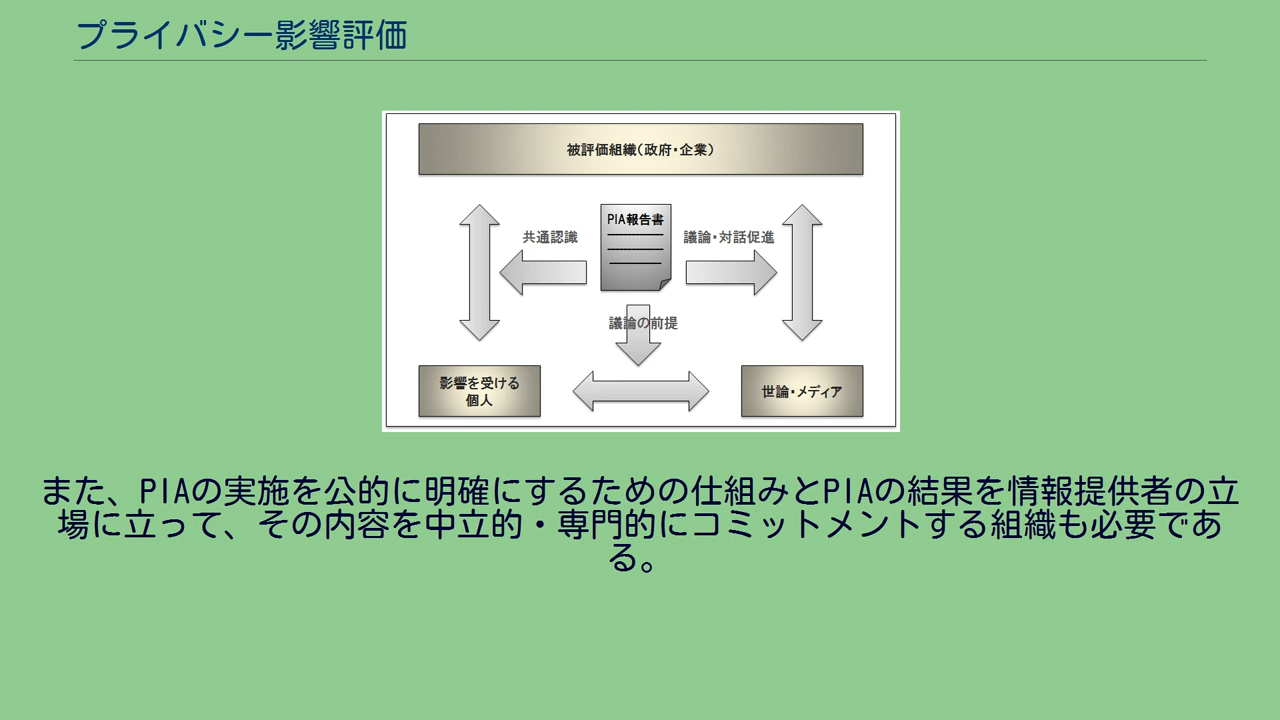 プライバシー影響評価
被評価組織(政府・企業)
PIA報告書
共通認識
議論・対話促進
議論の前提
影響を受ける
個人
世論・メディア
また、PIAの実施を公的に明確にするための仕組みとPIAの結果を情報提供者の立
場に立って、その内容を中立的・専門的にコミットメントする組織も必要であ
る。